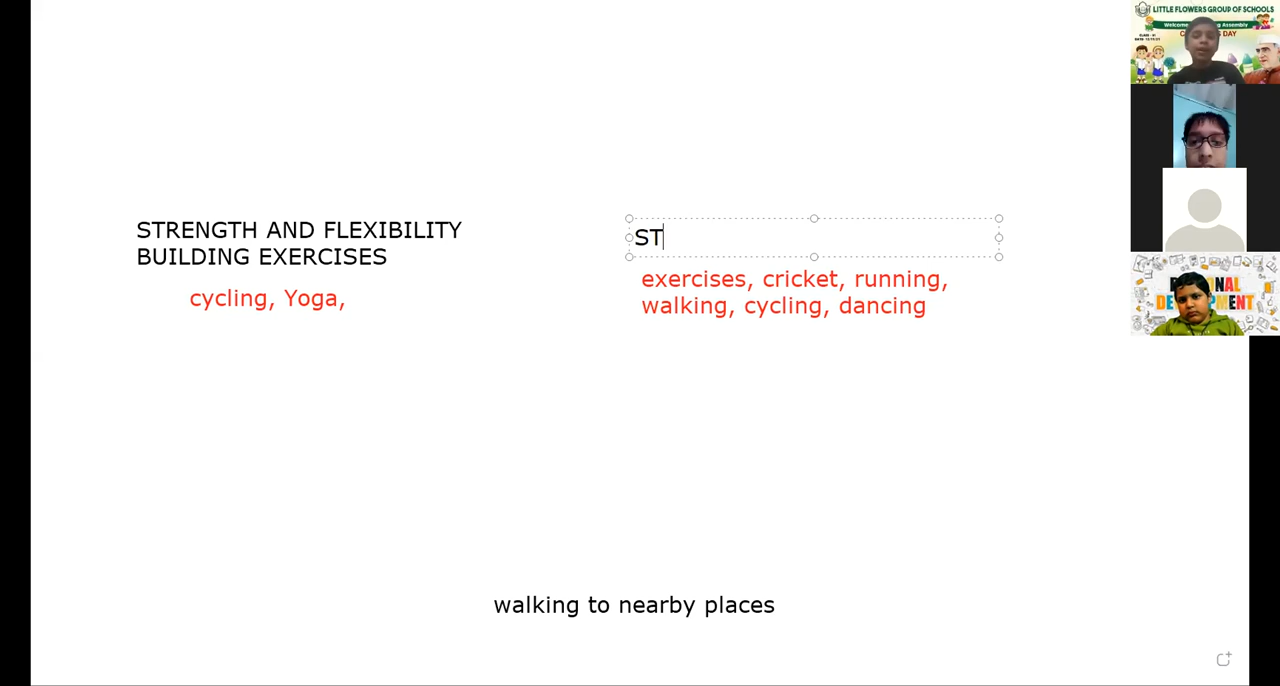 LITTLE FLOWERS GROUP OF SCHOOLS
STRENGTH AND FLEXIBILITY
BUILDING EXERCISES
cycling, Yoga,
ST
exercises, cricket, running,
walking, cycling, dancing
walking to nearby places